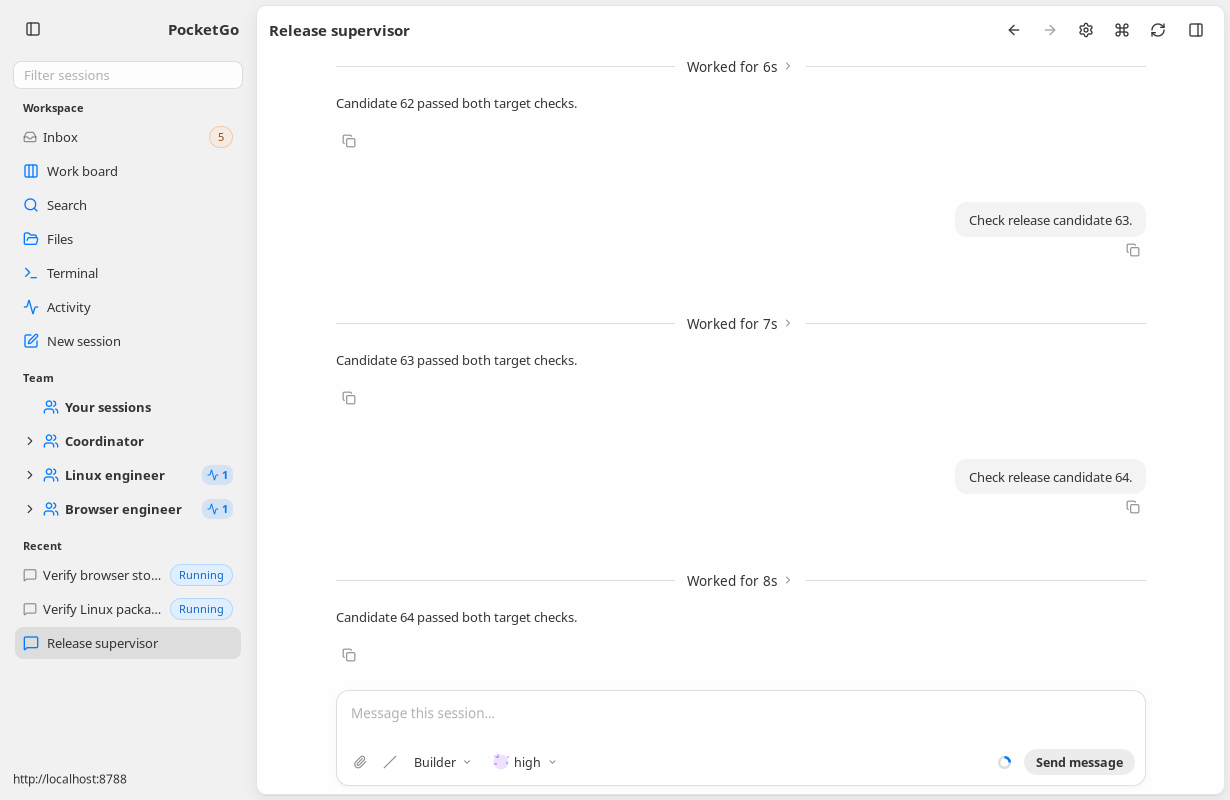 PocketGo
Filter sessions
Workspace
Inbox
5
Work board
Search
Files
Terminal
Activity
New session
Team
Your sessions
Coordinator
Linux engineer
1
Browser engineer
1
Recent
Verify browser sto...
Running
Verify Linux packa...
Running
Release supervisor
http://localhost:8788
Release supervisor
Worked for 6s
Candidate 62 passed both target checks.
Check release candidate 63.
Worked for 7s
Candidate 63 passed both target checks.
Check release candidate 64.
Worked for 8s
Candidate 64 passed both target checks.
Message this session...
Builder
high
Send message